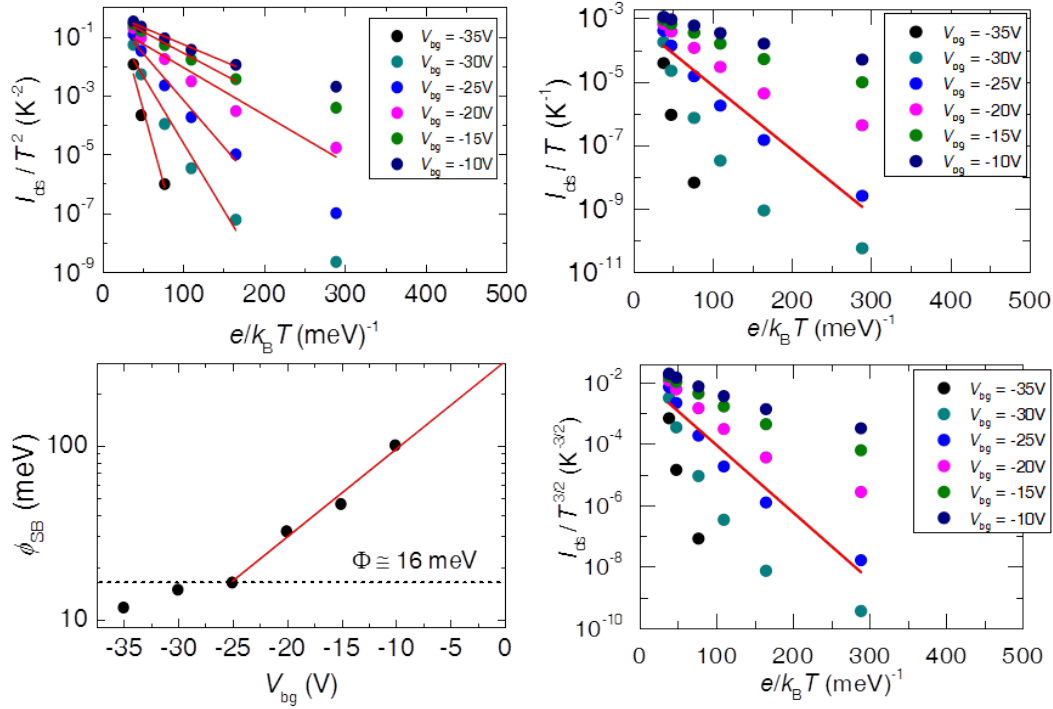 I_ds / T^2 (K^-2)
10^-1
10^-3
10^-5
10^-7
10^-9
0 100 200 300 400 500
e/k_B T (meV)^-1
V_bg = -35V
V_bg = -30V
V_bg = -25V
V_bg = -20V
V_bg = -15V
V_bg = -10V
I_ds / T (K^-1)
10^-3
10^-5
10^-7
10^-9
10^-11
0 100 200 300 400 500
e/k_B T (meV)^-1
V_bg = -35V
V_bg = -30V
V_bg = -25V
V_bg = -20V
V_bg = -15V
V_bg = -10V
ϕ_SB (meV)
100
10
Φ ≅ 16 meV
-35 -30 -25 -20 -15 -10 -5 0
V_bg (V)
I_ds / T^3/2 (K^-3/2)
10^-2
10^-4
10^-6
10^-8
10^-10
0 100 200 300 400 500
e/k_B T (meV)^-1
V_bg = -35V
V_bg = -30V
V_bg = -25V
V_bg = -20V
V_bg = -15V
V_bg = -10V